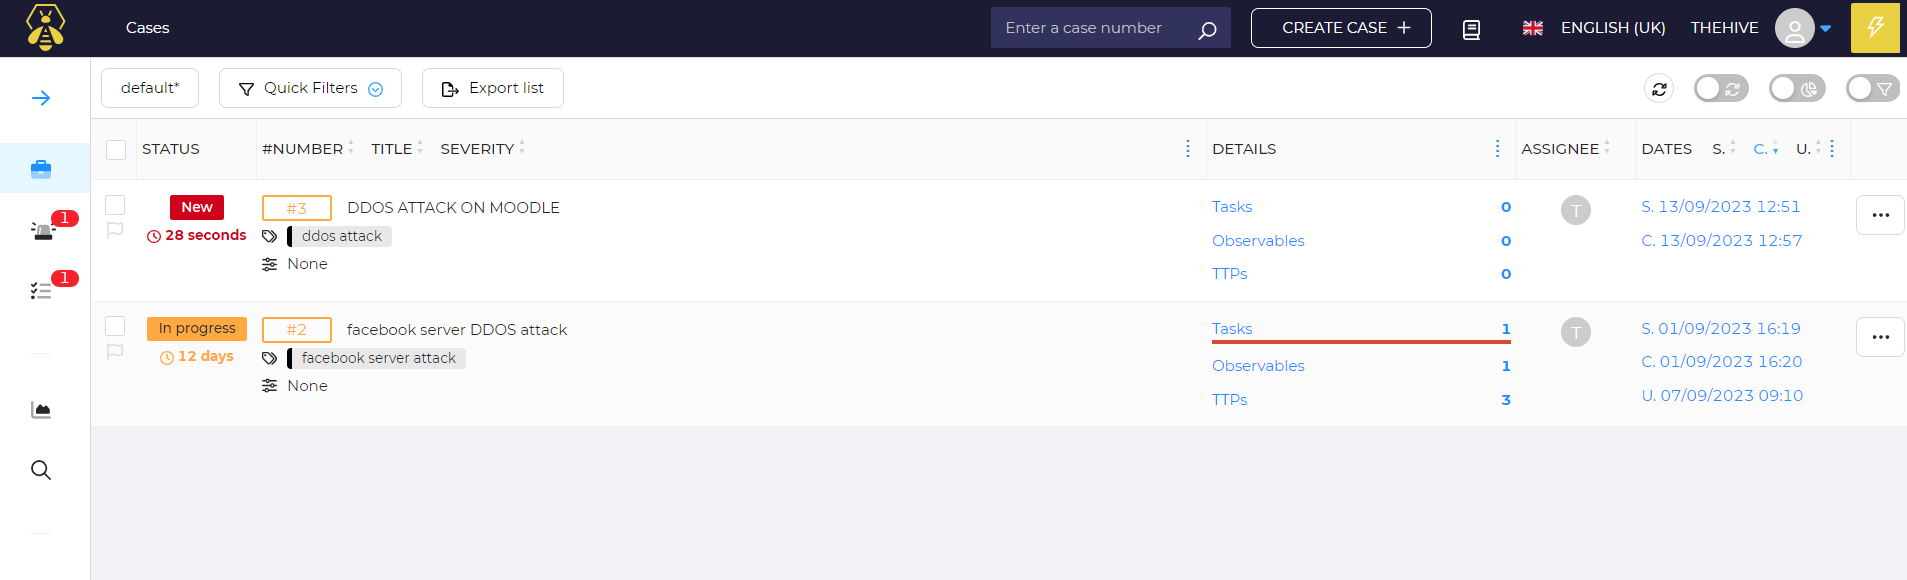 Cases
Enter a case number
CREATE CASE +
ENGLISH (UK)
THEHIVE
default*
Quick Filters
Export list
1
1
STATUS
#NUMBER TITLE SEVERITY
DETAILS
ASSIGNEE
DATES S. C. U.
New
28 seconds
#3 DDOS ATTACK ON MOODLE
ddos attack
None
Tasks 0
Observables 0
TTPs 0
T
S. 13/09/2023 12:51
C. 13/09/2023 12:57
In progress
12 days
#2 facebook server DDOS attack
facebook server attack
None
Tasks 1
Observables 1
TTPs 3
T
S. 01/09/2023 16:19
C. 01/09/2023 16:20
U. 07/09/2023 09:10